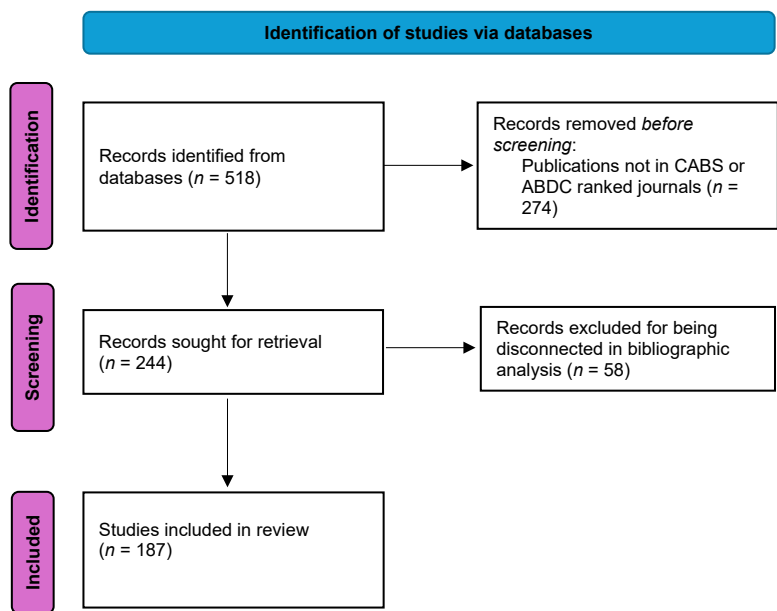 Identification of studies via databases
Identification
Records identified from
databases (n = 518)
Records removed before
screening:
Publications not in CABS or
ABDC ranked journals (n =
274)
Screening
Records sought for retrieval
(n = 244)
Records excluded for being
disconnected in bibliographic
analysis (n = 58)
Included
Studies included in review
(n = 187)